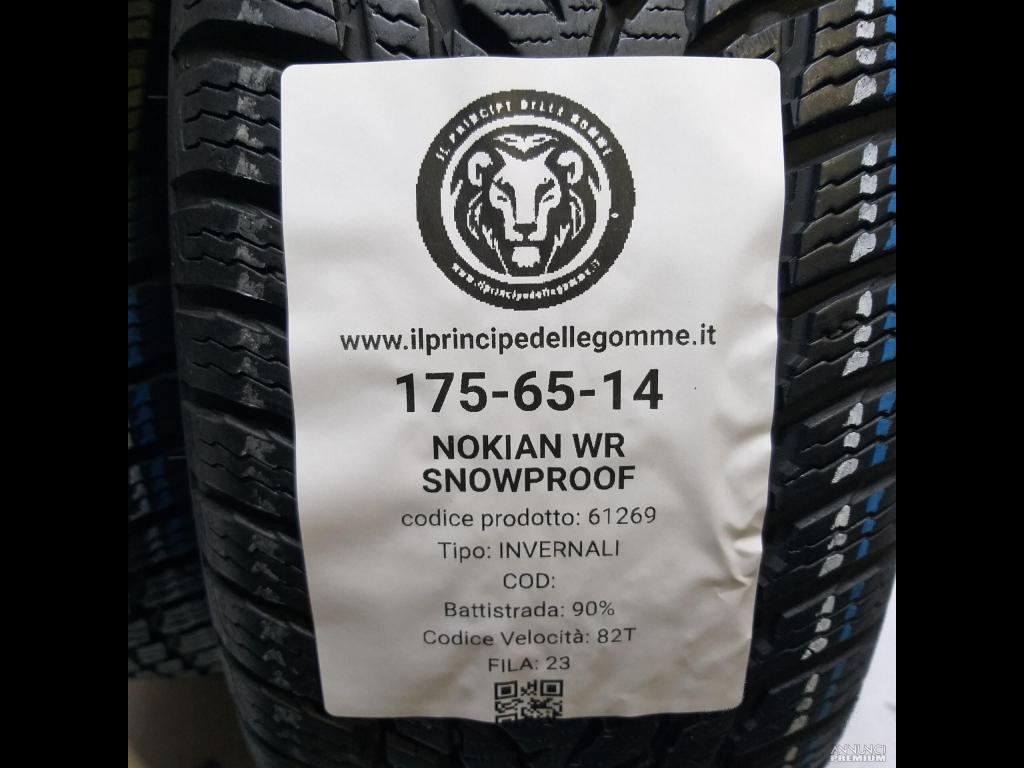 IL PRINCIPE DELLE GOMME
www.ilprincipedellegomme.it
www.ilprincipedellegomme.it
175-65-14
NOKIAN WR
SNOWPROOF
codice prodotto: 61269
Tipo: INVERNALI
COD:
Battistrada: 90%
Codice Velocità: 82T
FILA: 23
ANNUNCI
PREMIUM